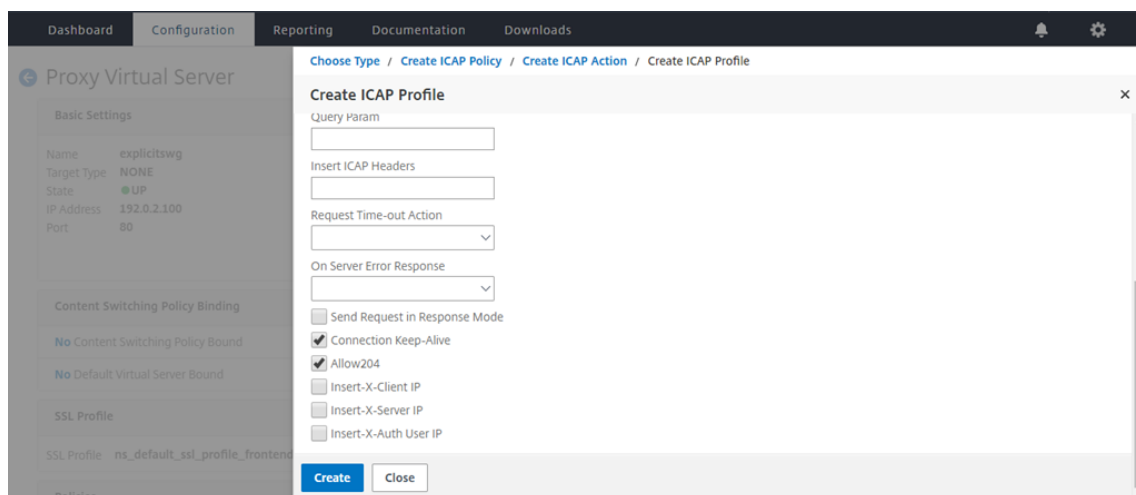 Dashboard Configuration Reporting Documentation Downloads
Proxy Virtual Server
Basic Settings
Name explicitswg
Target Type NONE
State UP
IP Address 192.0.2.100
Port 80
Content Switching Policy Binding
No Content Switching Policy Bound
No Default Virtual Server Bound
SSL Profile
SSL Profile ns_default_ssl_profile_frontend
Policies
Choose Type / Create ICAP Policy / Create ICAP Action / Create ICAP Profile
Create ICAP Profile
Query Param
Insert ICAP Headers
Request Time-out Action
On Server Error Response
Send Request in Response Mode
Connection Keep-Alive
Allow204
Insert-X-Client IP
Insert-X-Server IP
Insert-X-Auth User IP
Create Close